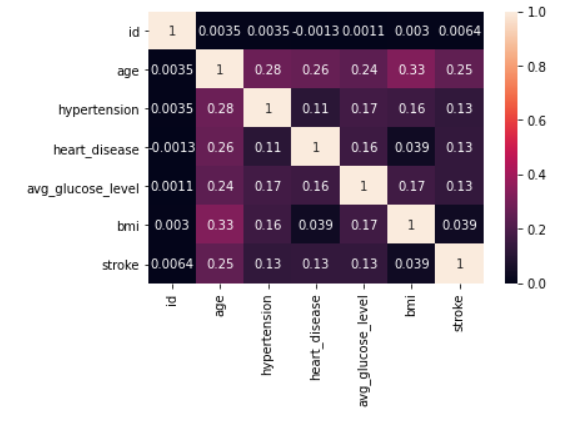 id 1 0.0035 0.0035 -0.0013 0.0011 0.003 0.0064
age 0.0035 1 0.28 0.26 0.24 0.33 0.25
hypertension 0.0035 0.28 1 0.11 0.17 0.16 0.13
heart_disease -0.0013 0.26 0.11 1 0.16 0.039 0.13
avg_glucose_level 0.0011 0.24 0.17 0.16 1 0.17 0.13
bmi 0.003 0.33 0.16 0.039 0.17 1 0.039
stroke 0.0064 0.25 0.13 0.13 0.13 0.039 1
id
age
hypertension
heart_disease
avg_glucose_level
bmi
stroke
1.0
0.8
0.6
0.4
0.2
0.0